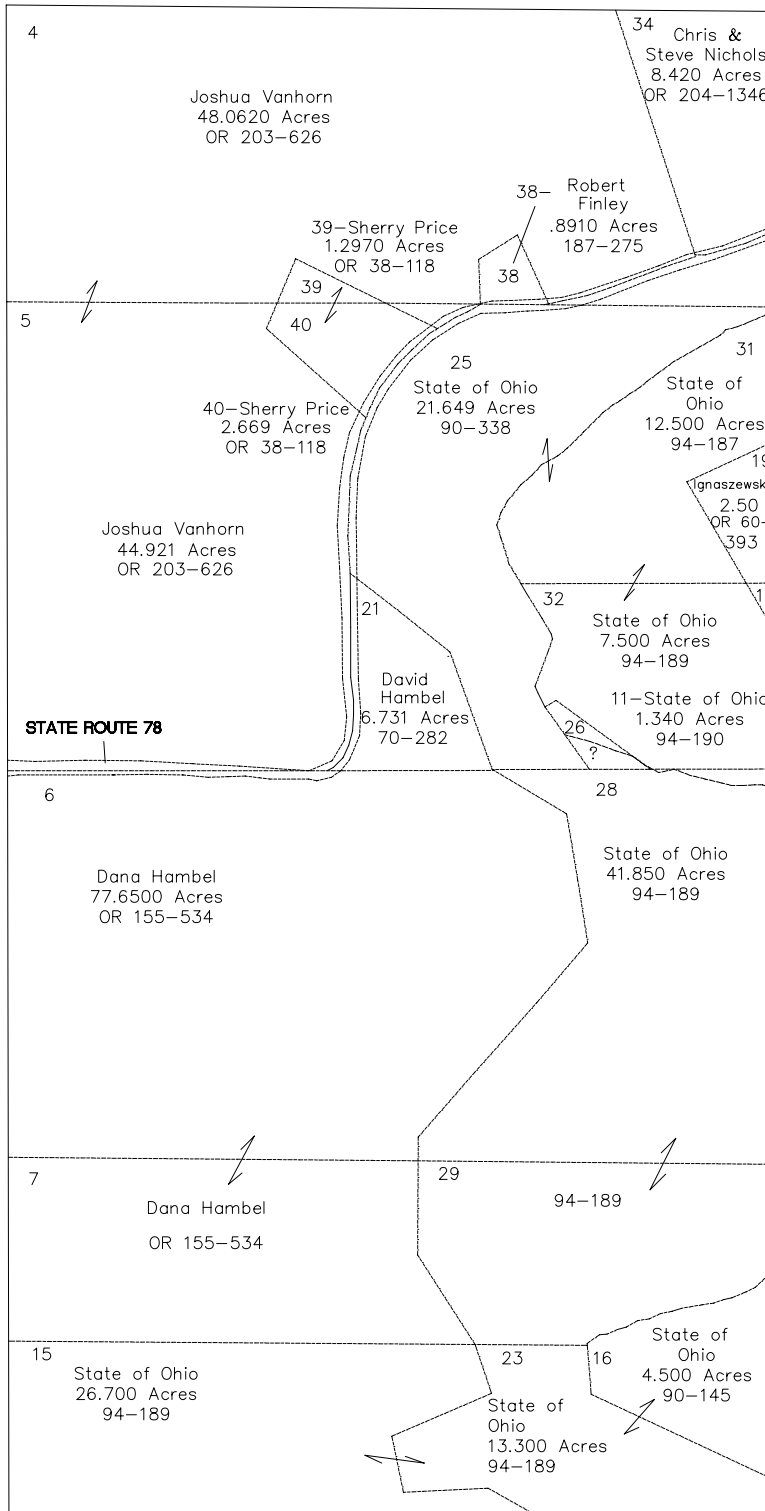 4
34
Chris &
Steve Nichols
8.420 Acres
OR 204-1346
Joshua Vanhorn
48.0620 Acres
OR 203-626
38-
Robert
Finley
.8910 Acres
187-275
39-Sherry Price
1.2970 Acres
OR 38-118
38
39
5
40
25
State of Ohio
21.649 Acres
90-338
31
State of
Ohio
12.500 Acres
94-187
40-Sherry Price
2.669 Acres
OR 38-118
19
Ignaszewsk
2.50
OR 60-
393
Joshua Vanhorn
44.921 Acres
OR 203-626
32
1
21
State of Ohio
7.500 Acres
94-189
David
Hambel
6.731 Acres
70-282
11-State of Ohio
1.340 Acres
94-190
26
?
STATE ROUTE 78
6
28
State of Ohio
41.850 Acres
94-189
Dana Hambel
77.6500 Acres
OR 155-534
7
29
94-189
Dana Hambel
OR 155-534
15
23
16
State of
Ohio
4.500 Acres
90-145
State of Ohio
26.700 Acres
94-189
State of
Ohio
13.300 Acres
94-189